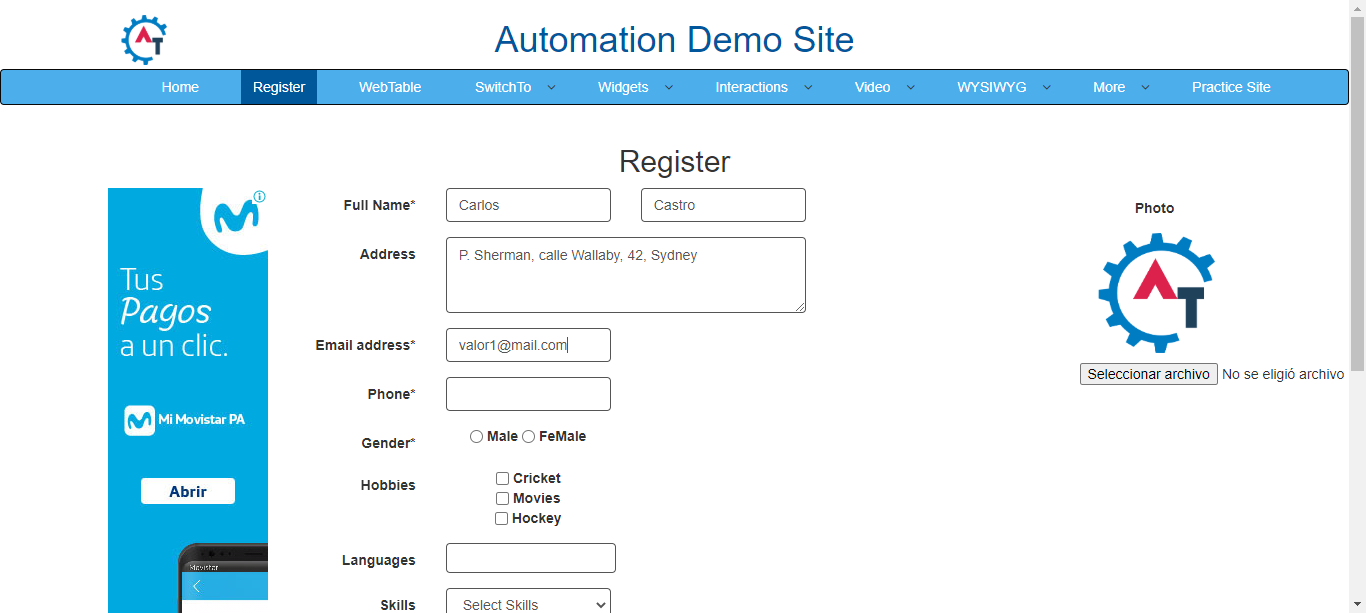 AT
Automation Demo Site
Home Register WebTable SwitchTo Widgets Interactions Video WYSIWYG More Practice Site
Register
Full Name* Carlos Castro
Photo
Address P. Sherman, calle Wallaby, 42, Sydney
AT
Tus
Pagos
a un clic.
Email address* valor1@mail.com
Seleccionar archivo No se eligió archivo
Phone*
Mi Movistar PA
Gender* Male FeMale
Hobbies Cricket
Movies
Hockey
Abrir
Languages
Movistar
Skills Select Skills